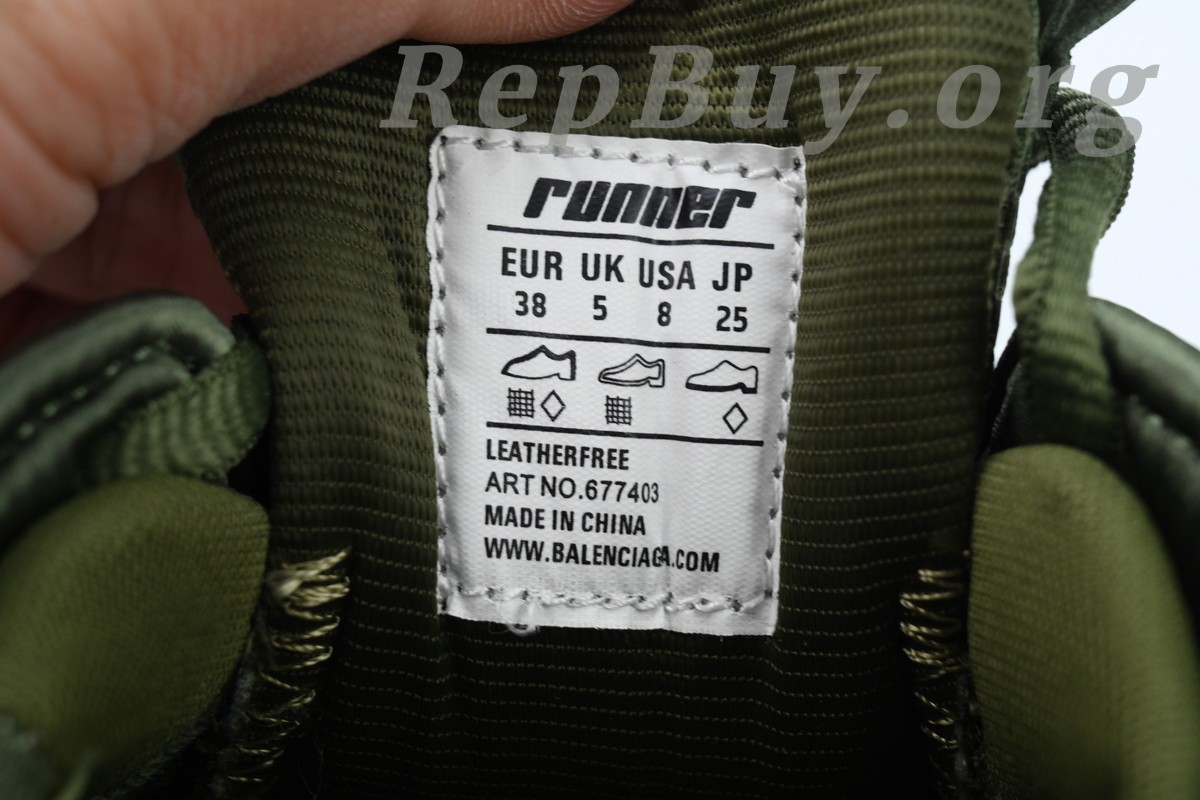 RepBuy.org
runner
EUR UK USA JP
38 5 8 25
LEATHERFREE
ART NO.677403
MADE IN CHINA
WWW.BALENCIAGA.COM